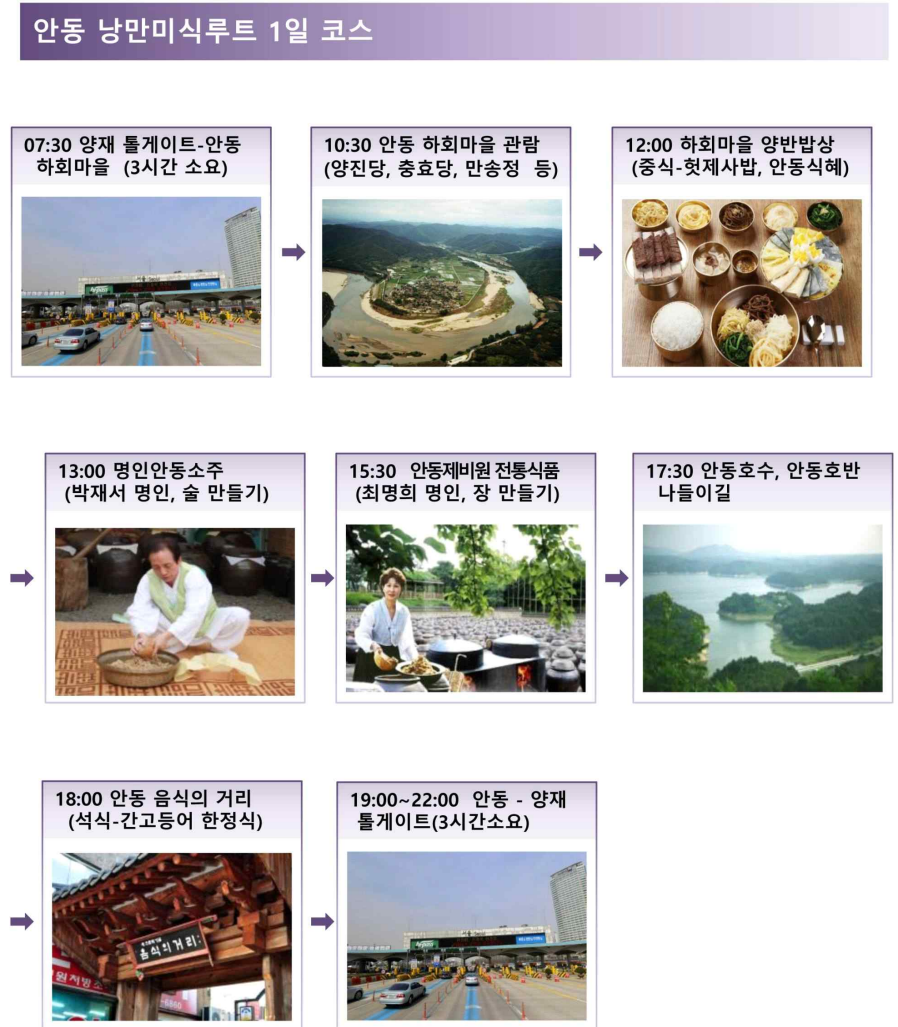 안동 낭만미식루트 1일 코스
07:30 양재 톨게이트-안동
하회마을 (3시간 소요)
10:30 안동 하회마을 관람
(양진당, 충효당, 만송정 등)
12:00 하회마을 양반밥상
(중식-헛제사밥, 안동식혜)
13:00 명인안동소주
(박재서 명인, 술 만들기)
15:30 안동제비원 전통식품
(최명희 명인, 장 만들기)
17:30 안동호수, 안동호반
나들이길
18:00 안동 음식의 거리
(석식-간고등어 한정식)
음식의거리
19:00~22:00 안동 - 양재
톨게이트(3시간소요)